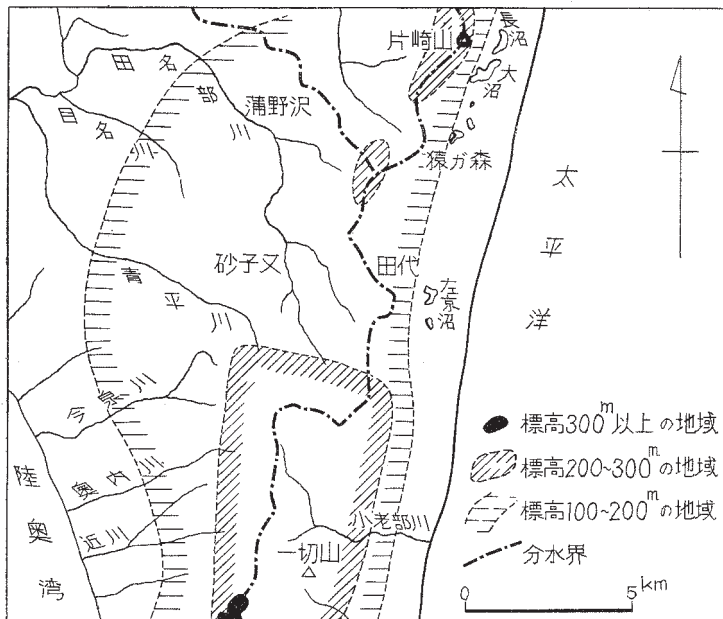 片崎山
長沼
大沼
田名部川
目名川
蒲野沢
猿ガ森
太平洋
砂子又
田代
左京沼
青平川
今泉川
奥内川
近川
陸奥湾
小老部川
一切山
標高300m以上の地域
標高200~300mの地域
標高100~200mの地域
分水界
0 5km